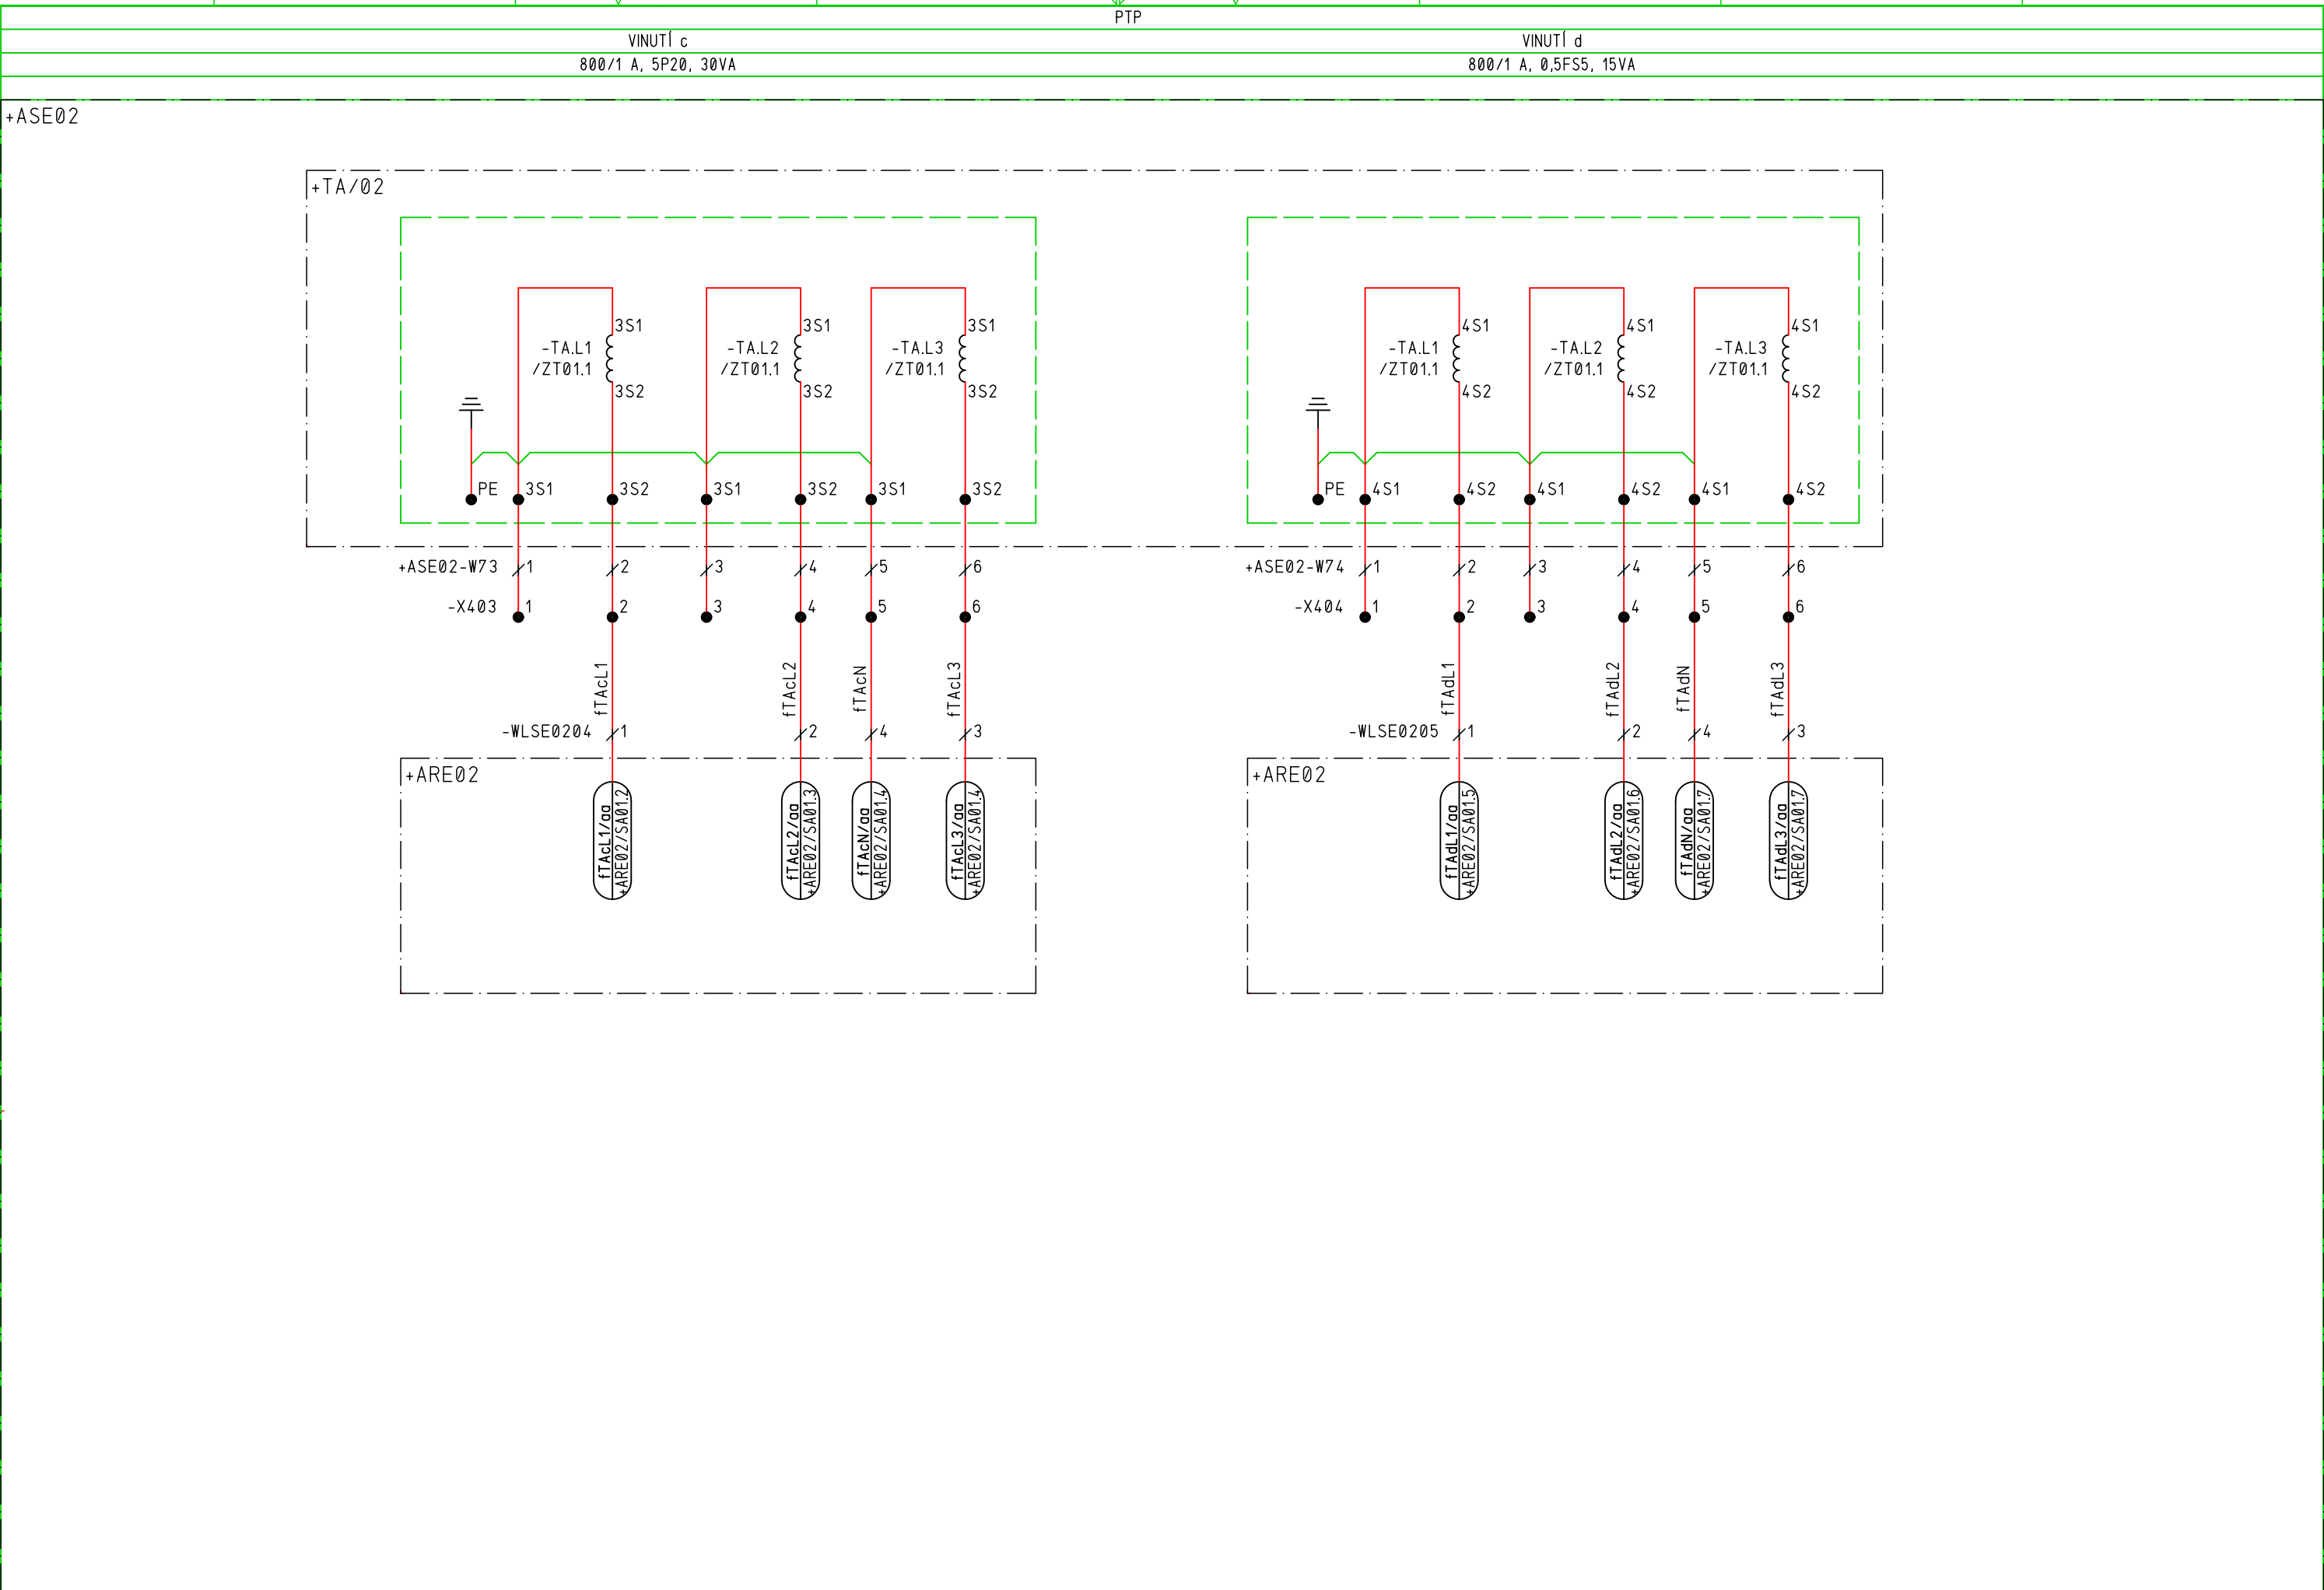 PTP
VINUTÍ c VINUTÍ d
800/1 A, 5P20, 30VA 800/1 A, 0,5FS5, 15VA
+ASE02
+TA/02
3S1 3S1 3S1 4S1 4S1 4S1
-TA.L1 -TA.L2 -TA.L3 -TA.L1 -TA.L2 -TA.L3
/ZT01.1 /ZT01.1 /ZT01.1 /ZT01.1 /ZT01.1 /ZT01.1
3S2 3S2 3S2 4S2 4S2 4S2
PE 3S1 3S2 3S1 3S2 3S1 3S2 PE 4S1 4S2 4S1 4S2 4S1 4S2
+ASE02-W73 1 2 3 4 5 6 +ASE02-W74 1 2 3 4 5 6
-X403 1 2 3 4 5 6 -X404 1 2 3 4 5 6
fTAcL1 fTAcL2 fTAcN fTAcL3 fTAdL1 fTAdL2 fTAdN fTAdL3
-WLSE0204 1 2 4 3 -WLSE0205 1 2 4 3
+ARE02 +ARE02
fTAcL1/aa
+ARE02/SA01.2
fTAcL2/aa
+ARE02/SA01.3
fTAcN/aa
+ARE02/SA01.4
fTAcL3/aa
+ARE02/SA01.4
fTAdL1/aa
+ARE02/SA01.5
fTAdL2/aa
+ARE02/SA01.6
fTAdN/aa
+ARE02/SA01.7
fTAdL3/aa
+ARE02/SA01.7